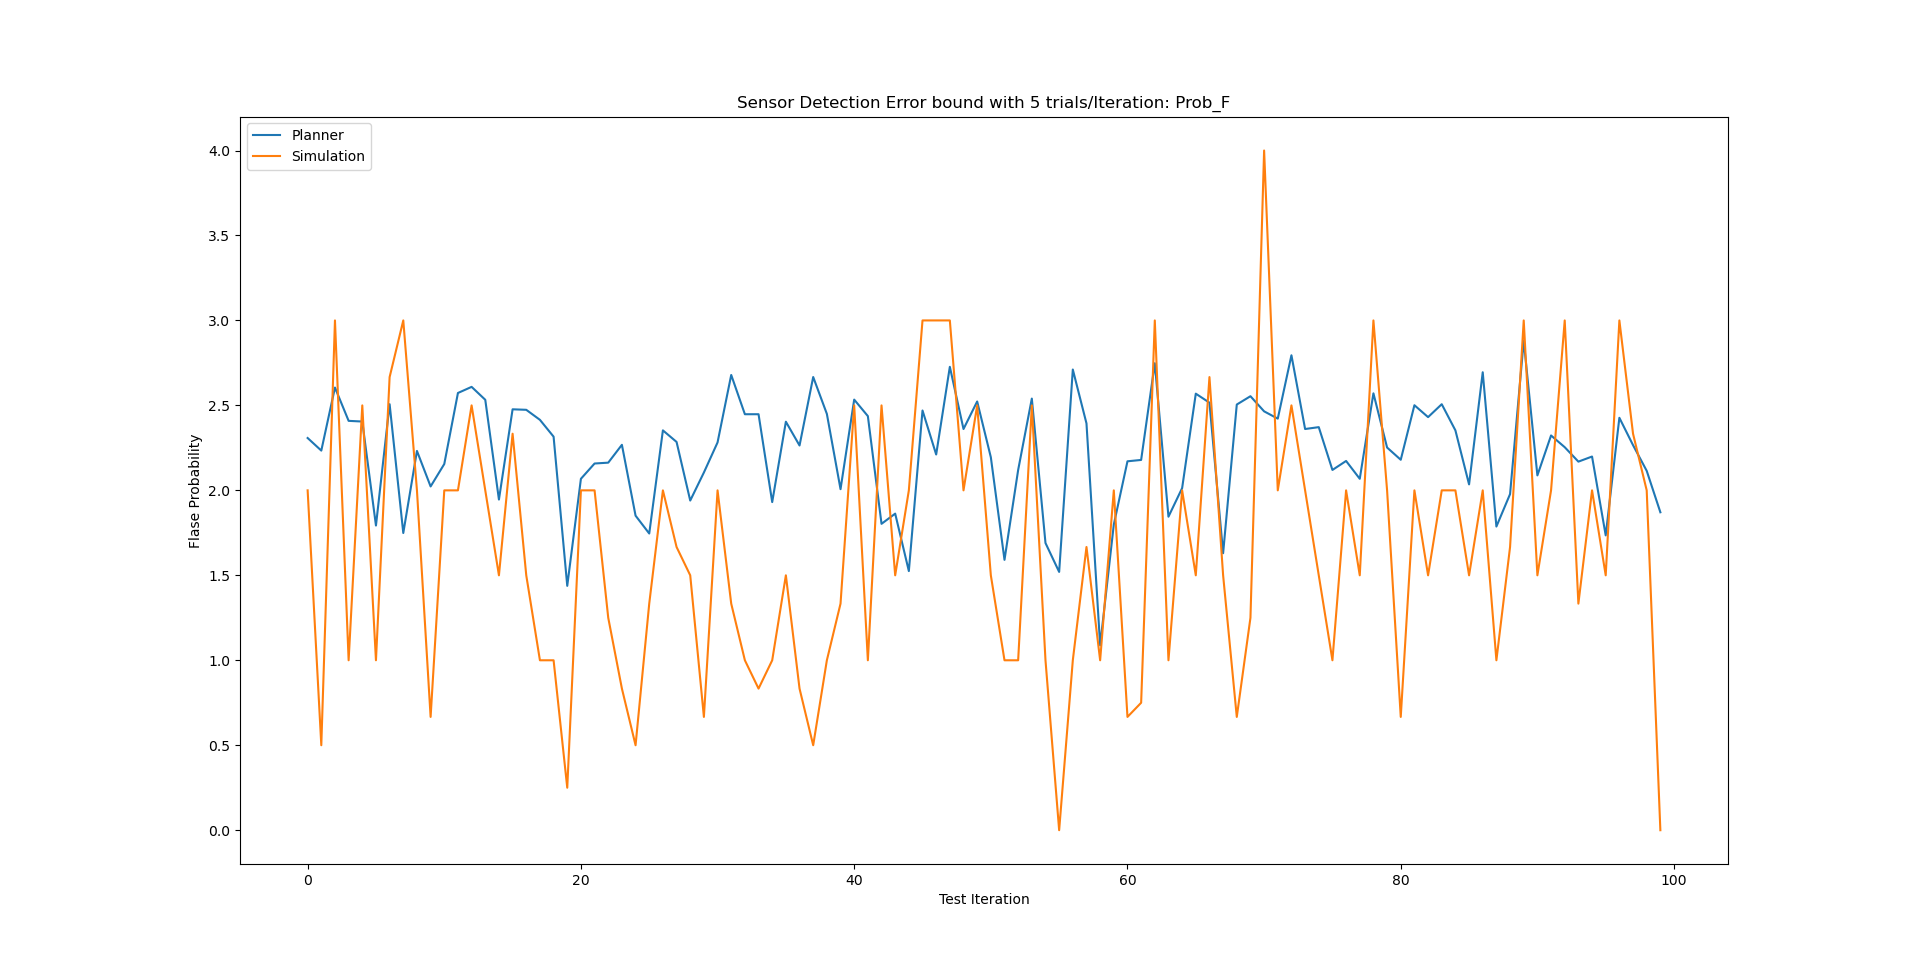 Sensor Detection Error bound with 5 trials/Iteration: Prob_F
Planner
Simulation
4.0
3.5
3.0
2.5
2.0
1.5
1.0
0.5
0.0
Flase Probability
0 20 40 60 80 100
Test Iteration